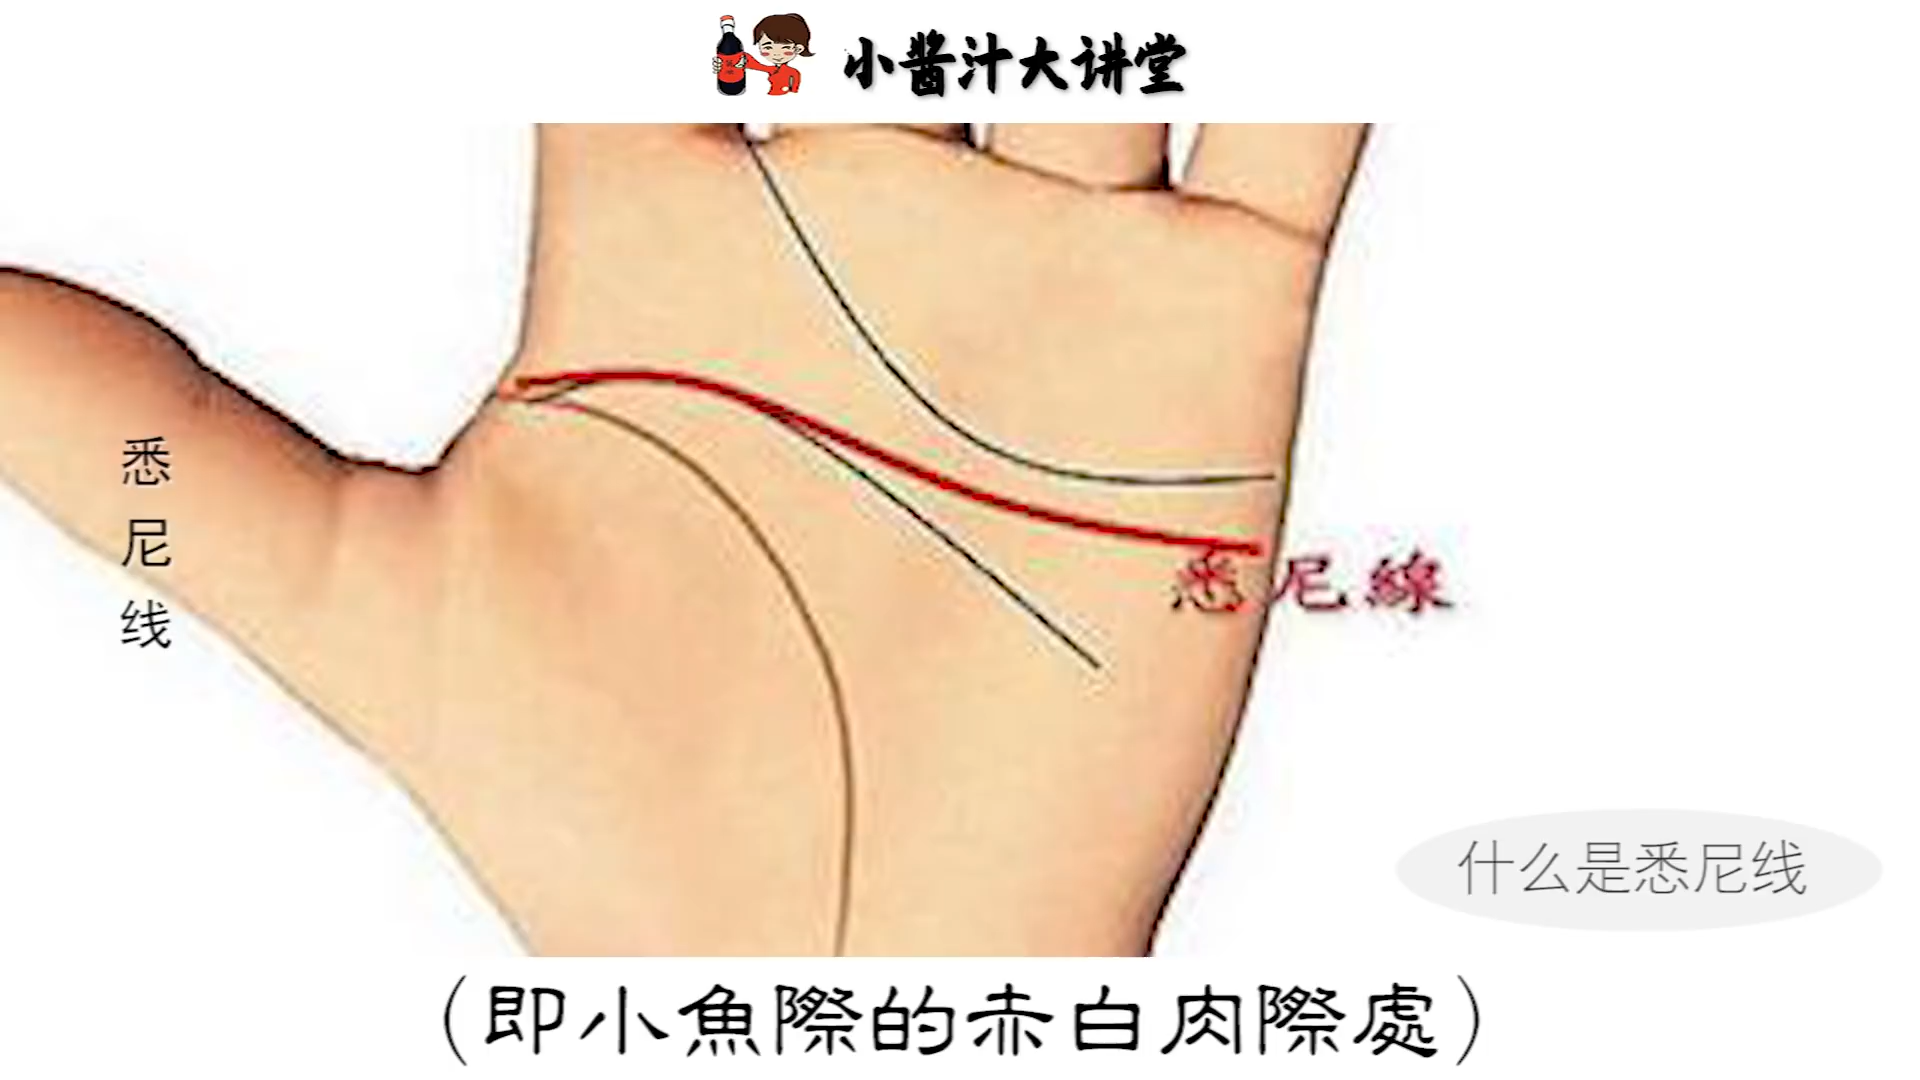 小酱汁大讲堂
悉尼线
悉尼線
什么是悉尼线
（即小魚際的赤白肉際處）